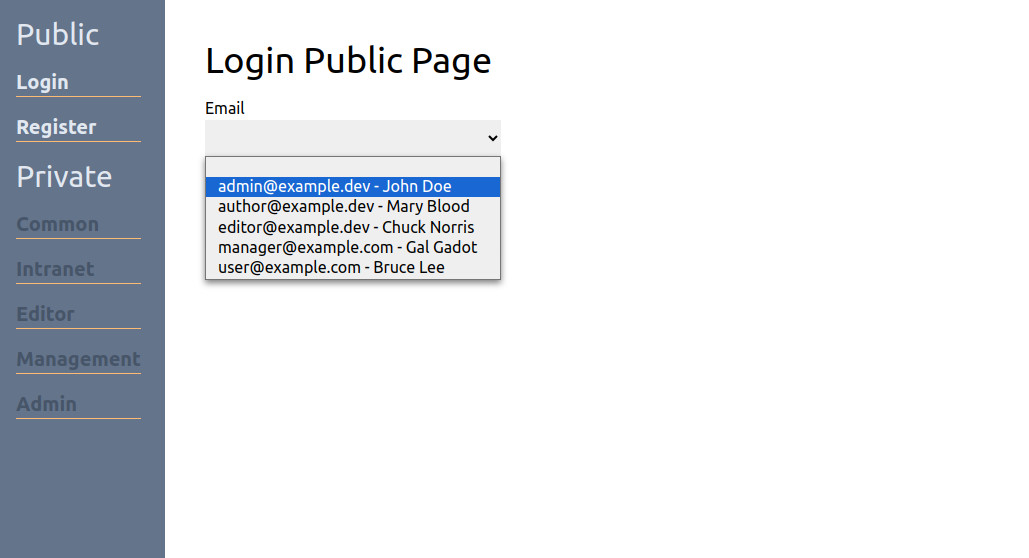 Public
Login
Register
Private
Common
Intranet
Editor
Management
Admin
Login Public Page
Email
admin@example.dev - John Doe
author@example.dev - Mary Blood
editor@example.dev - Chuck Norris
manager@example.com - Gal Gadot
user@example.com - Bruce Lee